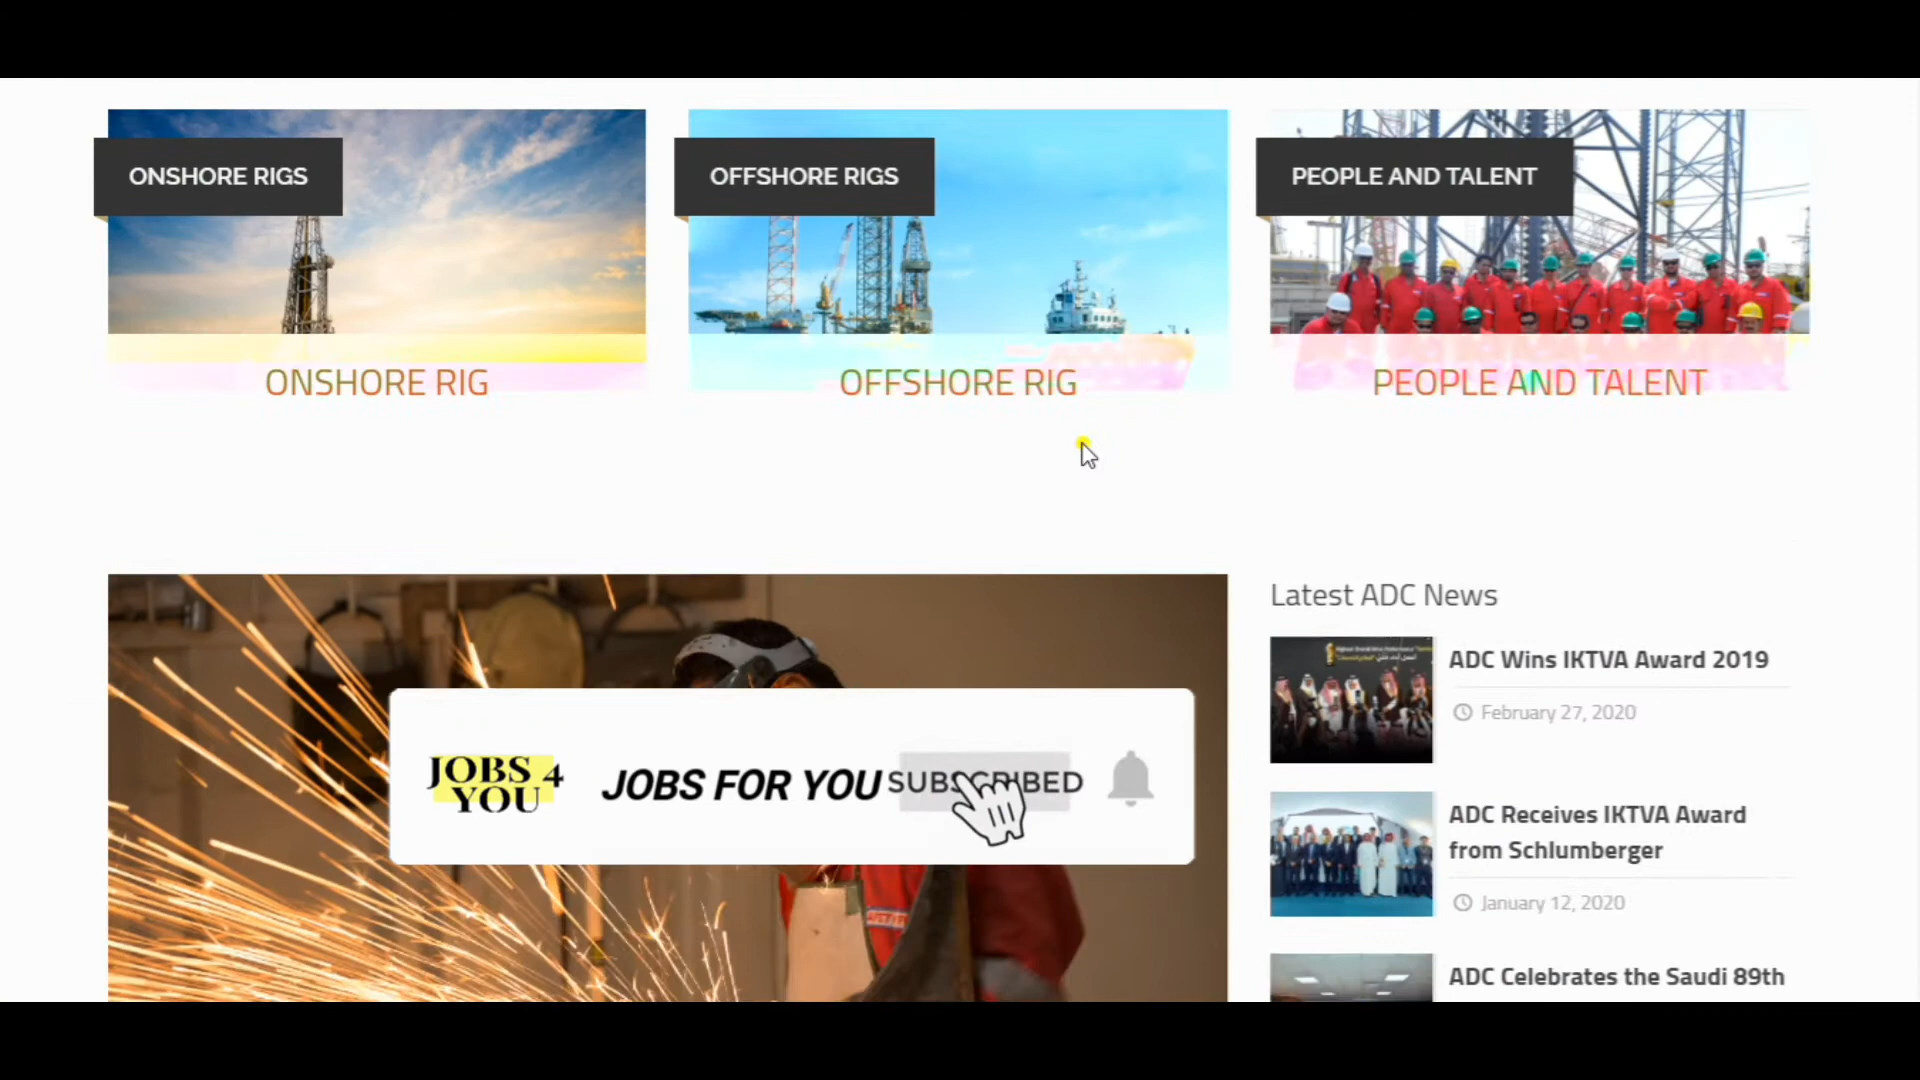 ONSHORE RIGS
OFFSHORE RIGS
PEOPLE AND TALENT
ONSHORE RIG
OFFSHORE RIG
PEOPLE AND TALENT
Latest ADC News
ADC Wins IKTVA Award 2019
February 27, 2020
ADC Receives IKTVA Award
from Schlumberger
January 12, 2020
ADC Celebrates the Saudi 89th
JOBS 4
YOU
JOBS FOR YOU
SUBSCRIBED